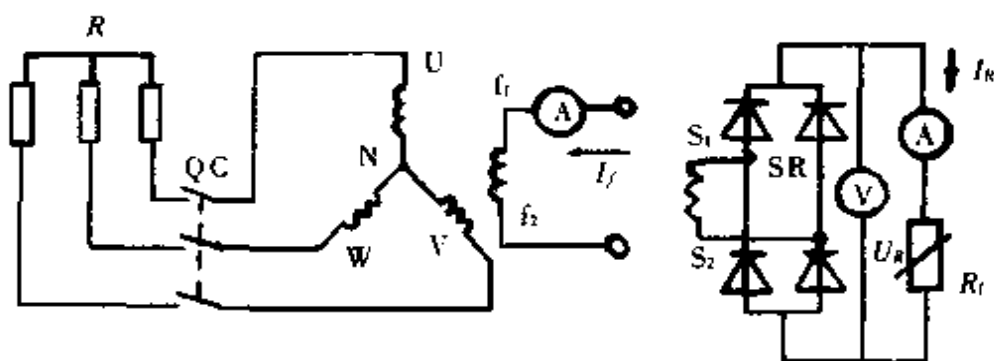 R
U
QC
N
W
V
f₁
A
I_f
f₂
S₁
SR
S₂
V
I_R
A
U_R
R_f